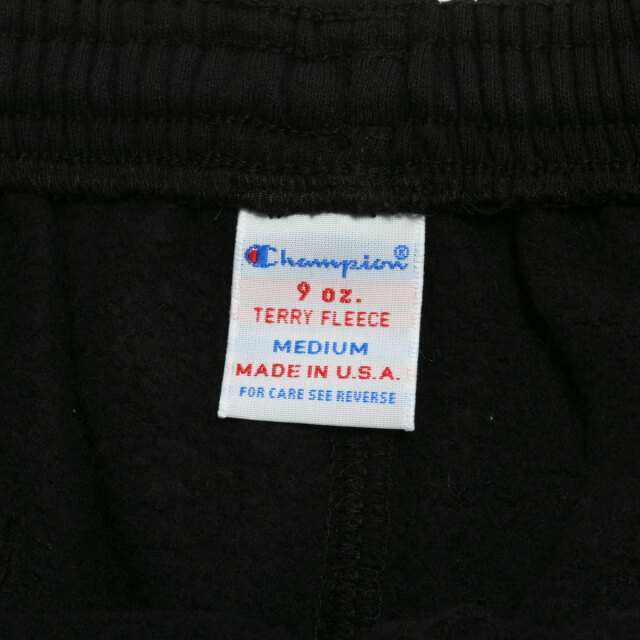 Champion®
9 oz.
TERRY FLEECE
MEDIUM
MADE IN U.S.A.
FOR CARE SEE REVERSE